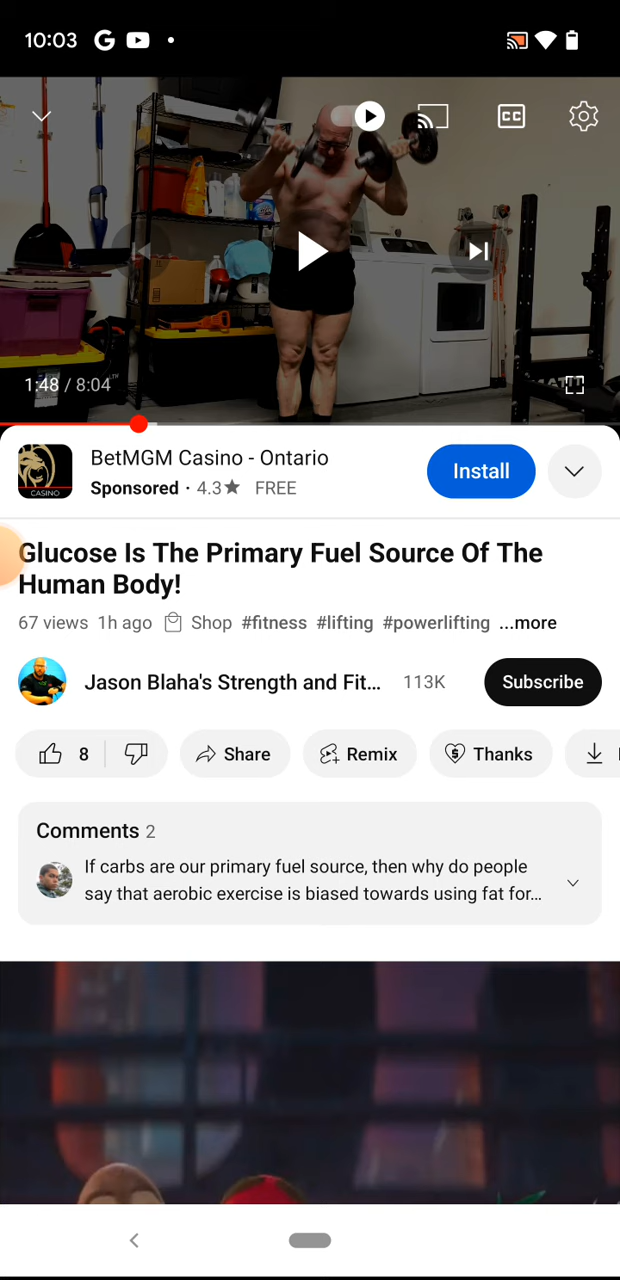 10:03
1:48 / 8:04
CASINO
BetMGM Casino - Ontario
Sponsored · 4.3★ FREE
Install
Glucose Is The Primary Fuel Source Of The
Human Body!
67 views 1h ago Shop #fitness #lifting #powerlifting ...more
Jason Blaha's Strength and Fit... 113K
Subscribe
8 Share Remix Thanks
Comments 2
If carbs are our primary fuel source, then why do people
say that aerobic exercise is biased towards using fat for...